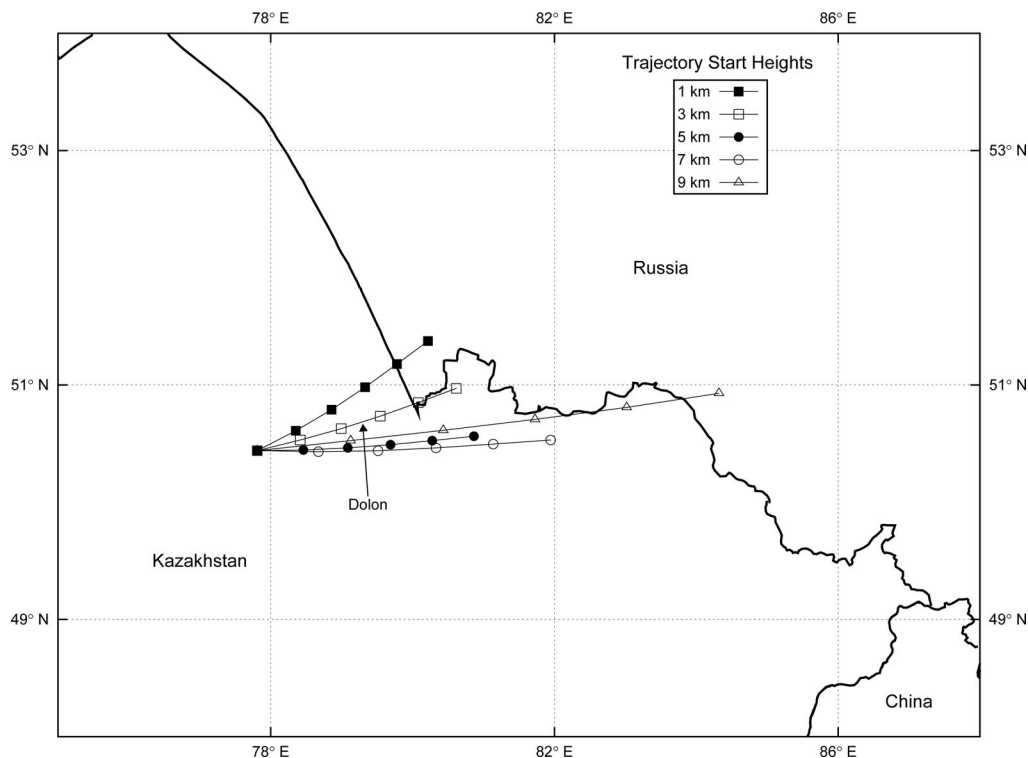 78° E 82° E 86° E
Trajectory Start Heights
1 km
3 km
5 km
7 km
9 km
53° N 53° N
Russia
51° N 51° N
Dolon
Kazakhstan
49° N 49° N
China
78° E 82° E 86° E